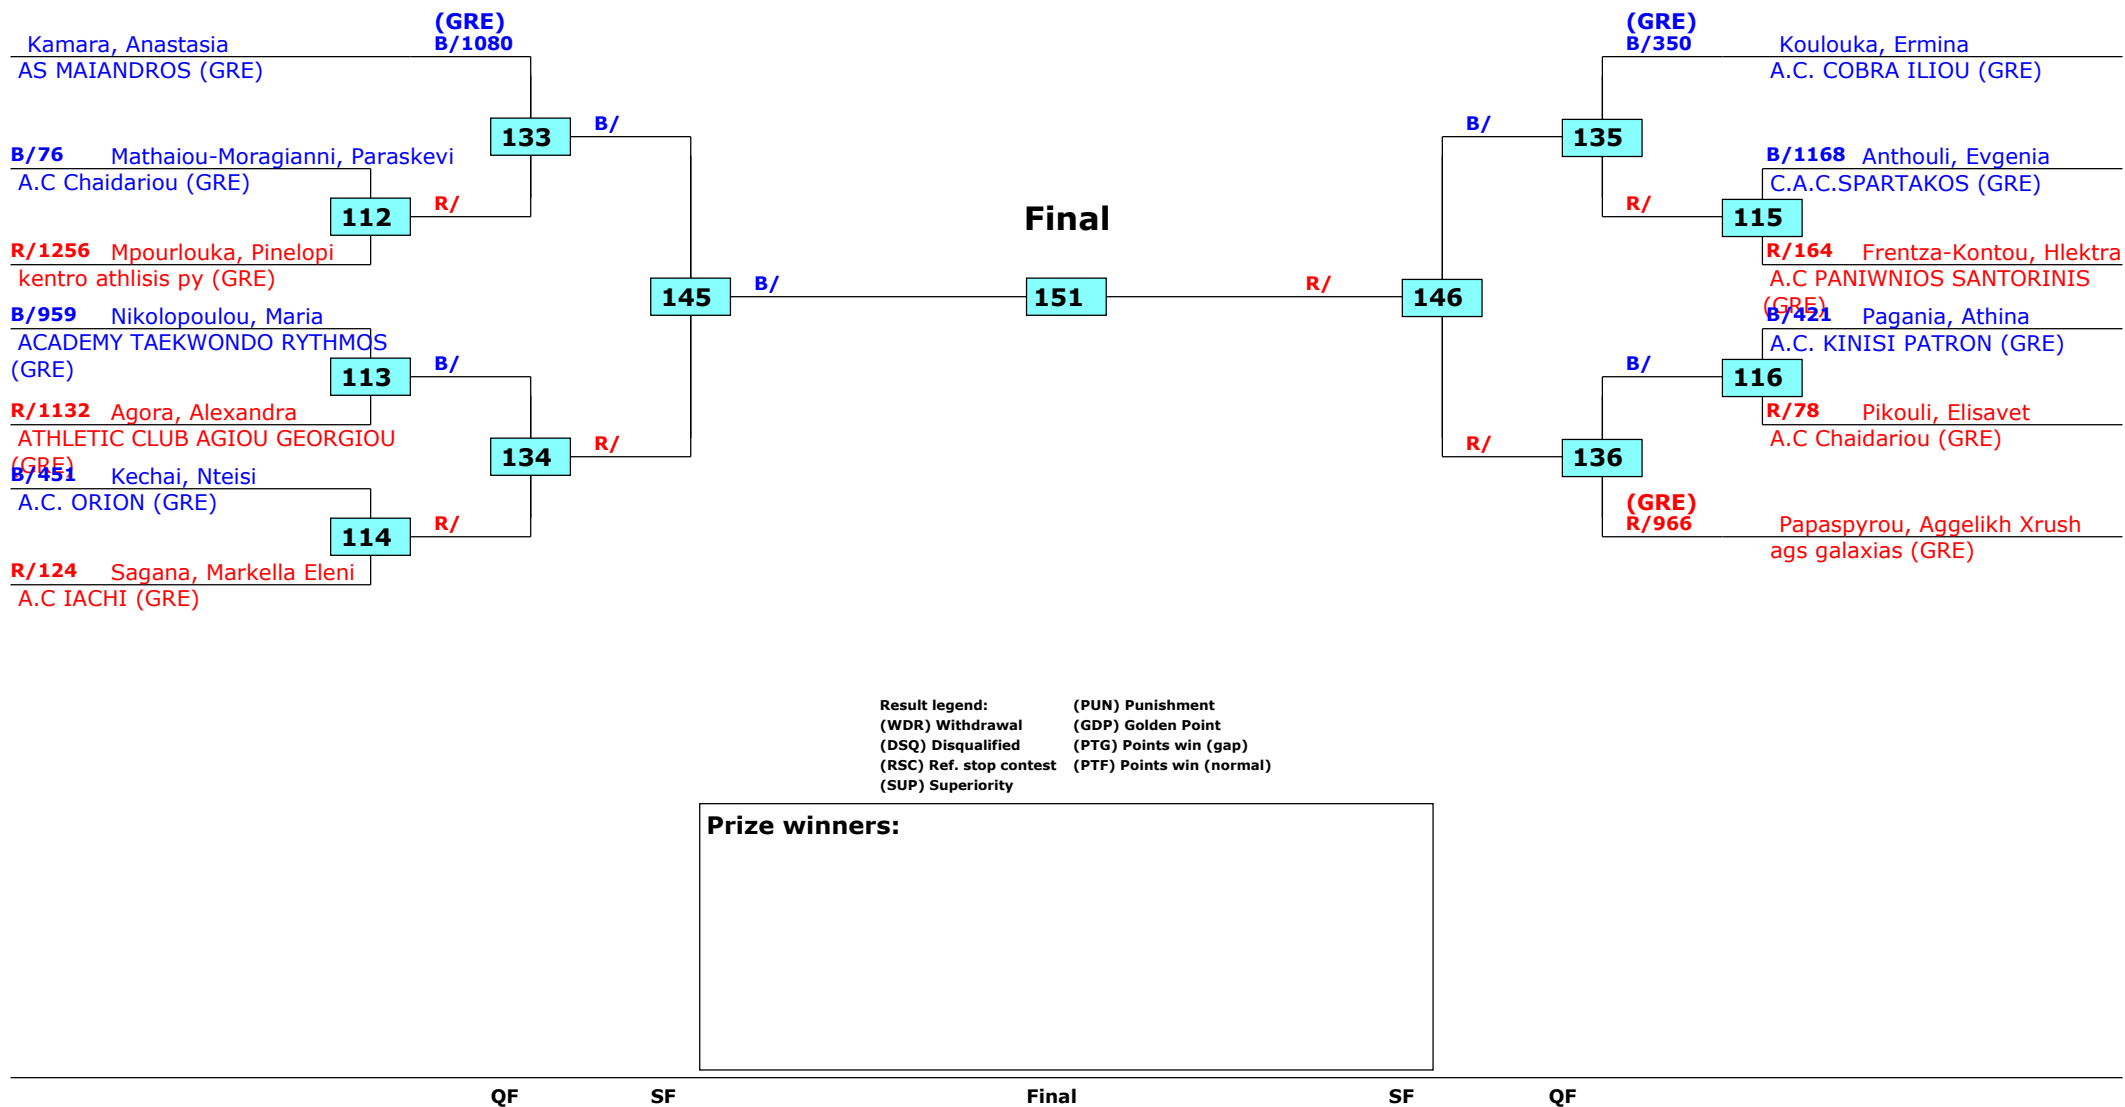 (GRE)
B/1080
Kamara, Anastasia
AS MAIANDROS (GRE)
133
B/
B/76 Mathaiou-Moragianni, Paraskevi
A.C Chaidariou (GRE)
112
R/
R/1256 Mpourlouka, Pinelopi
kentro athlisis py (GRE)
145
B/
B/959 Nikolopoulou, Maria
ACADEMY TAEKWONDO RYTHMOS
(GRE)
113
B/
R/1132 Agora, Alexandra
ATHLETIC CLUB AGIOU GEORGIOU
(GRE)
134
R/
B/451 Kechai, Nteisi
A.C. ORION (GRE)
114
R/
R/124 Sagana, Markella Eleni
A.C IACHI (GRE)
Final
151
(GRE)
B/350
Koulouka, Ermina
A.C. COBRA ILIOU (GRE)
B/
135
B/1168 Anthouli, Evgenia
C.A.C.SPARTAKOS (GRE)
R/
115
R/164 Frentza-Kontou, Hlektra
A.C PANIWNIOS SANTORINIS
(GRE)
R/
146
B/421 Pagania, Athina
A.C. KINISI PATRON (GRE)
B/
116
R/78 Pikouli, Elisavet
A.C Chaidariou (GRE)
R/
136
(GRE)
R/966
Papaspyrou, Aggelikh Xrush
ags galaxias (GRE)
Result legend:
(WDR) Withdrawal
(DSQ) Disqualified
(RSC) Ref. stop contest
(SUP) Superiority
(PUN) Punishment
(GDP) Golden Point
(PTG) Points win (gap)
(PTF) Points win (normal)
Prize winners:
QF SF Final SF QF